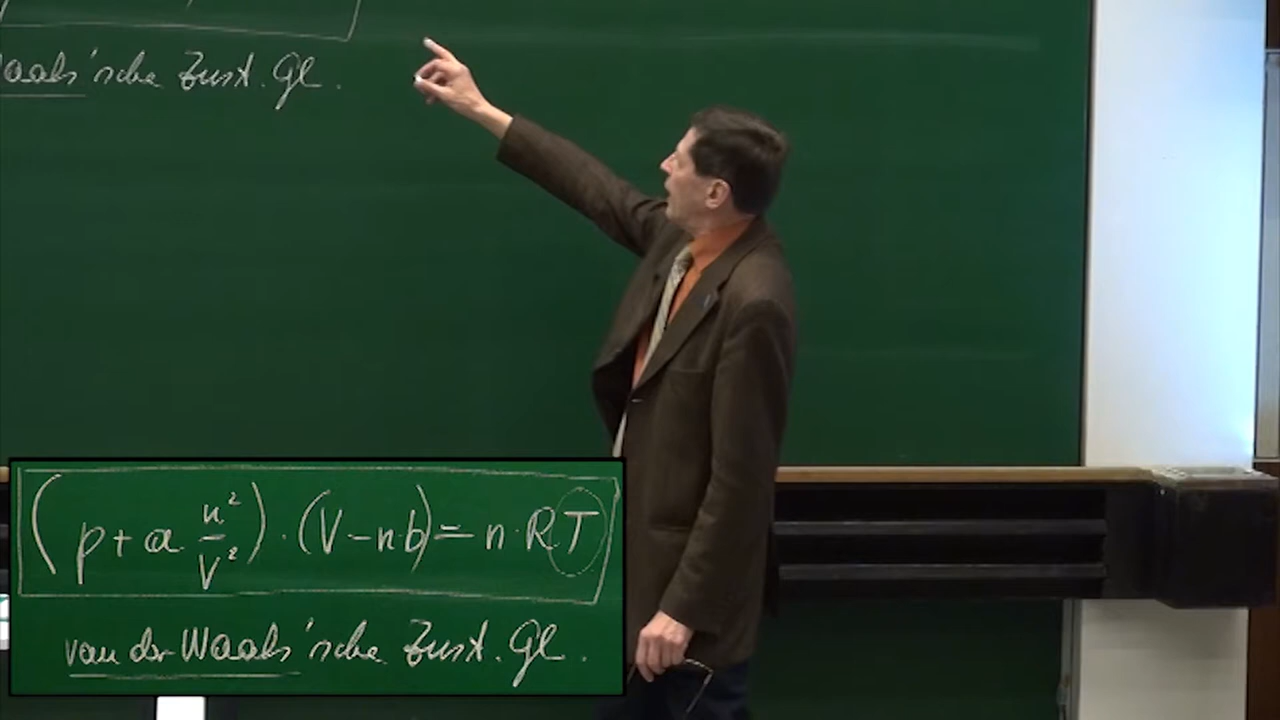 Waals'sche Zust. Gl.
(p + a · n²/V²) · (V - n·b) = n · R T
van der Waals'sche Zust. Gl.